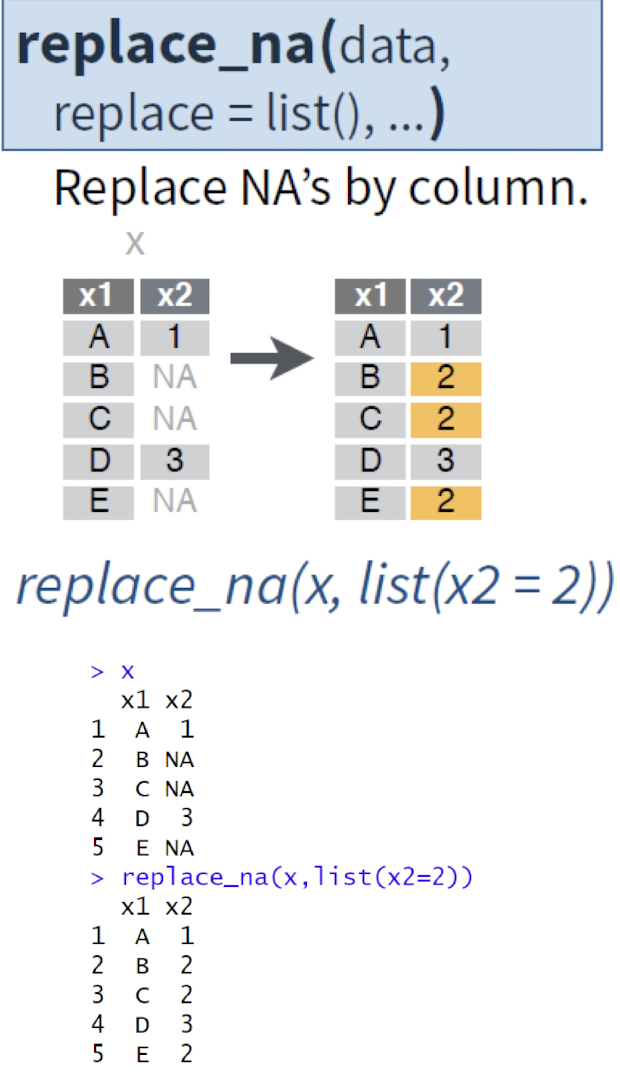 replace_na(data,
replace = list(), ...)
Replace NA’s by column.
x
x1 x2 x1 x2
A 1 A 1
B NA B 2
C NA C 2
D 3 D 3
E NA E 2
replace_na(x, list(x2 = 2))
> x
x1 x2
1 A 1
2 B NA
3 C NA
4 D 3
5 E NA
> replace_na(x,list(x2=2))
x1 x2
1 A 1
2 B 2
3 C 2
4 D 3
5 E 2